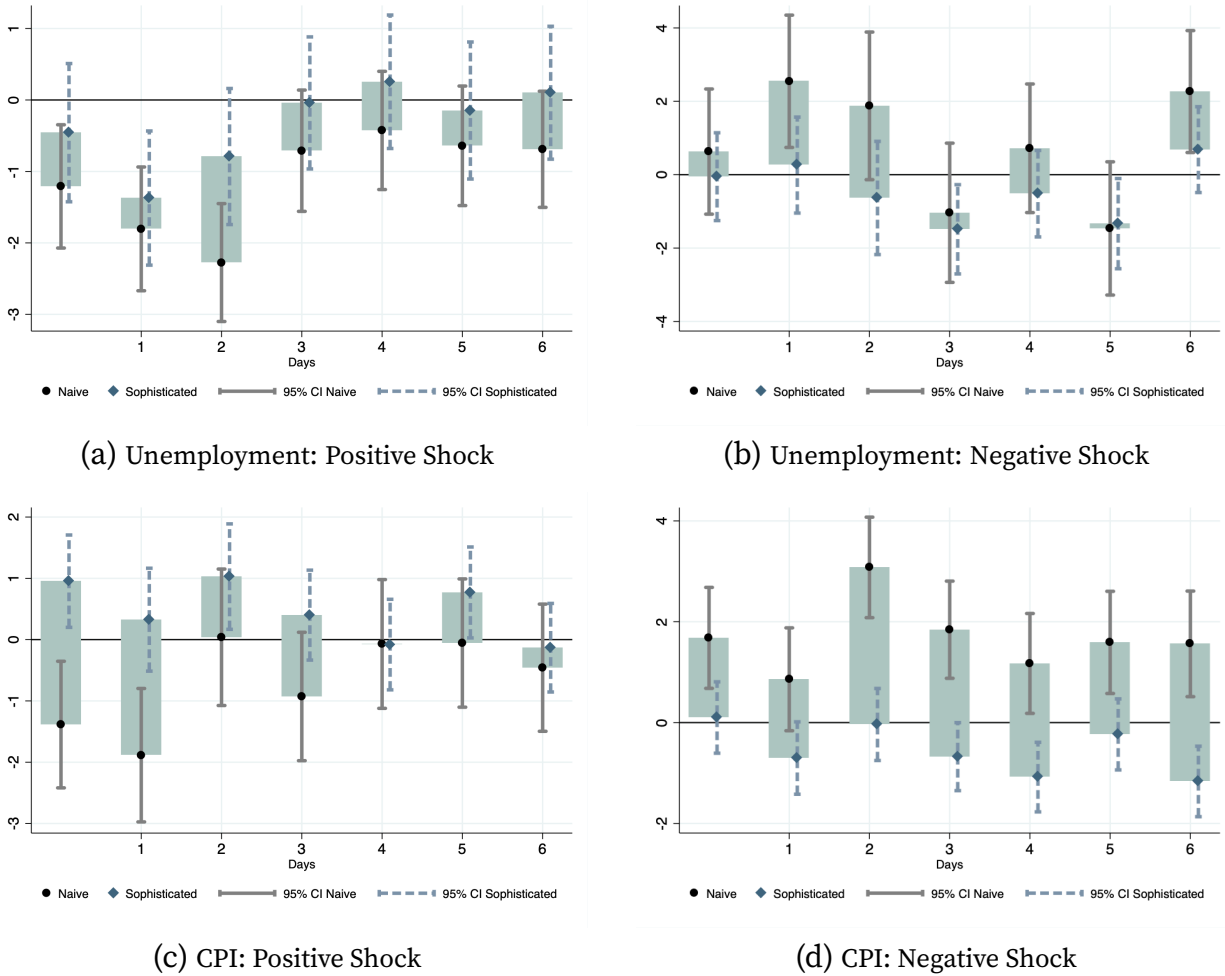 1
0
-1
-2
-3
1 2 3 4 5 6
Days
Naive Sophisticated 95% CI Naive 95% CI Sophisticated
(a) Unemployment: Positive Shock
4
2
0
-2
-4
1 2 3 4 5 6
Days
Naive Sophisticated 95% CI Naive 95% CI Sophisticated
(b) Unemployment: Negative Shock
2
1
0
-1
-2
-3
1 2 3 4 5 6
Days
Naive Sophisticated 95% CI Naive 95% CI Sophisticated
(c) CPI: Positive Shock
4
2
0
-2
1 2 3 4 5 6
Days
Naive Sophisticated 95% CI Naive 95% CI Sophisticated
(d) CPI: Negative Shock